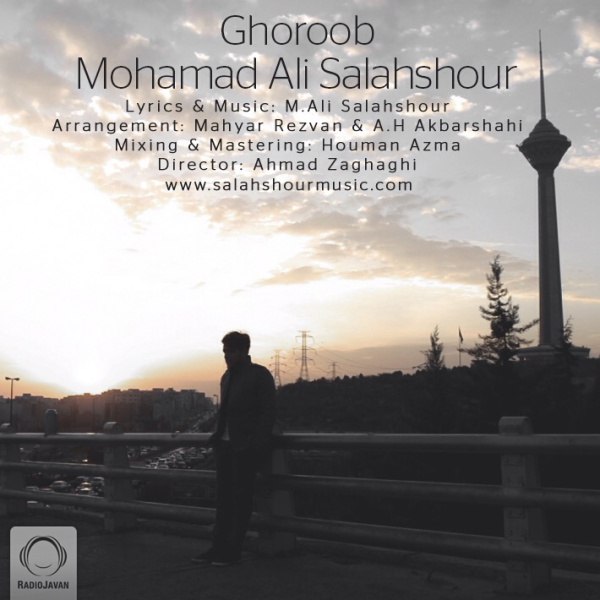 Ghoroob
Mohamad Ali Salahshour
Lyrics & Music: M.Ali Salahshour
Arrangement: Mahyar Rezvan & A.H Akbarshahi
Mixing & Mastering: Houman Azma
Director: Ahmad Zaghaghi
www.salahshourmusic.com
RADIOJAVAN